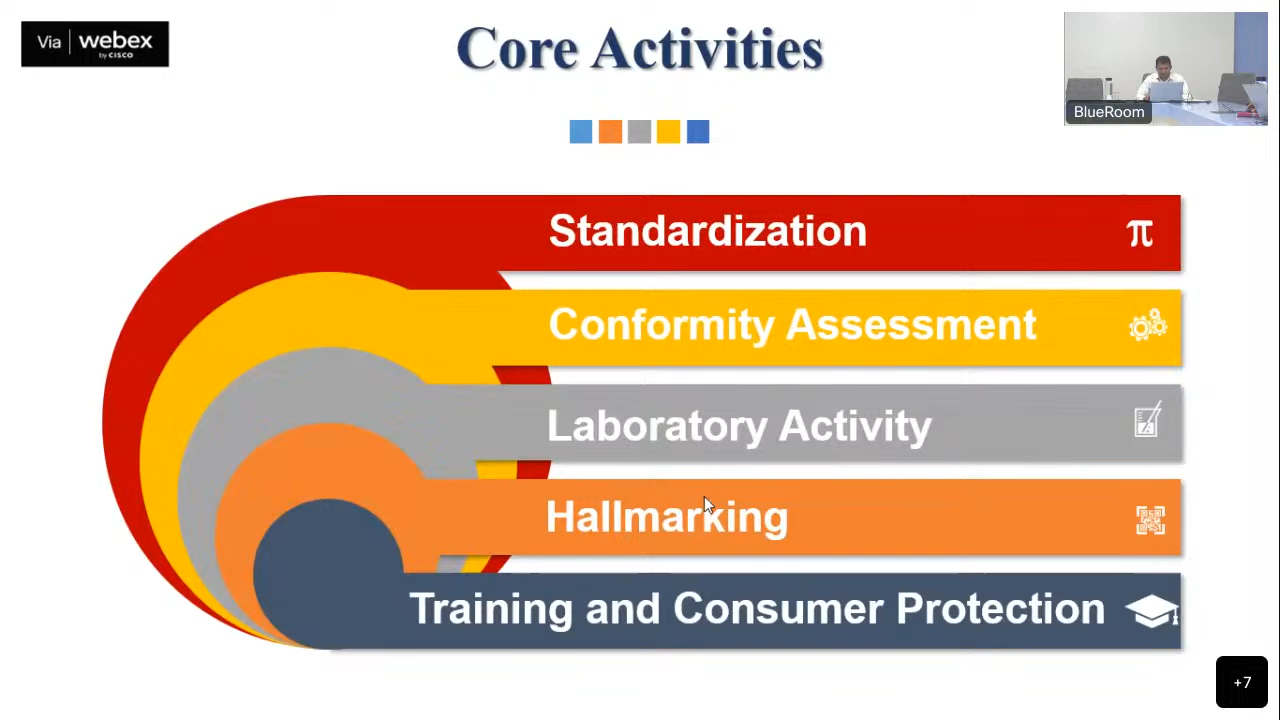 Via webex
by CISCO
Core Activities
BlueRoom
Standardization
π
Conformity Assessment
Laboratory Activity
Hallmarking
Training and Consumer Protection
+7